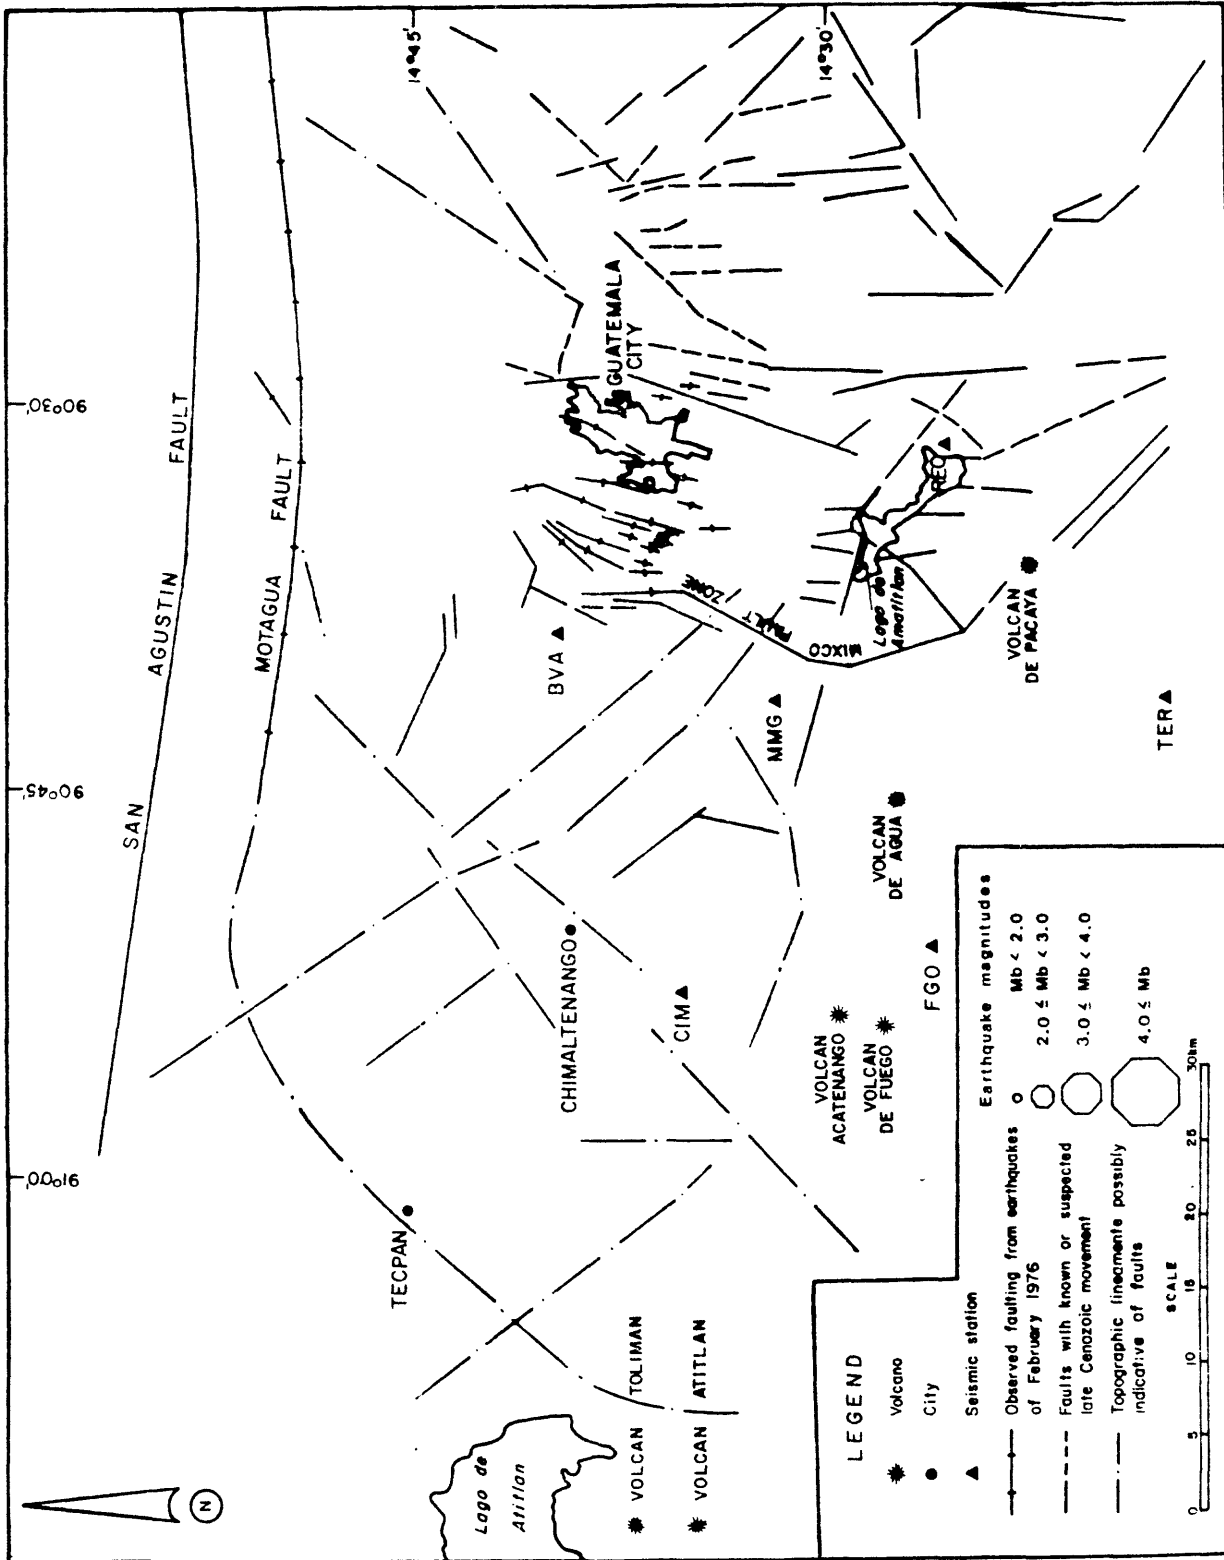 91°00'
90°45'
90°30'
14°45'
14°30'
SAN
AGUSTIN
FAULT
MOTAGUA
FAULT
TECPAN
CHIMALTENANGO
GUATEMALA
CITY
BVA
CIM
MMG
FGO
TER
REC
MIXCO
FAULT
ZONE
Lago de
Atitlan
Lago de
Amatitlan
VOLCAN TOLIMAN
VOLCAN ATITLAN
VOLCAN
ACATENANGO
VOLCAN
DE FUEGO
VOLCAN
DE AGUA
VOLCAN
DE PACAYA
N
LEGEND
Volcano
City
Seismic station
Observed faulting from earthquakes
of February 1976
Faults with known or suspected
late Cenozoic movement
Topographic lineaments possibly
indicative of faults
Earthquake magnitudes
Mb < 2.0
2.0 ≤ Mb < 3.0
3.0 ≤ Mb < 4.0
4.0 ≤ Mb
SCALE
0 5 10 15 20 25 30km